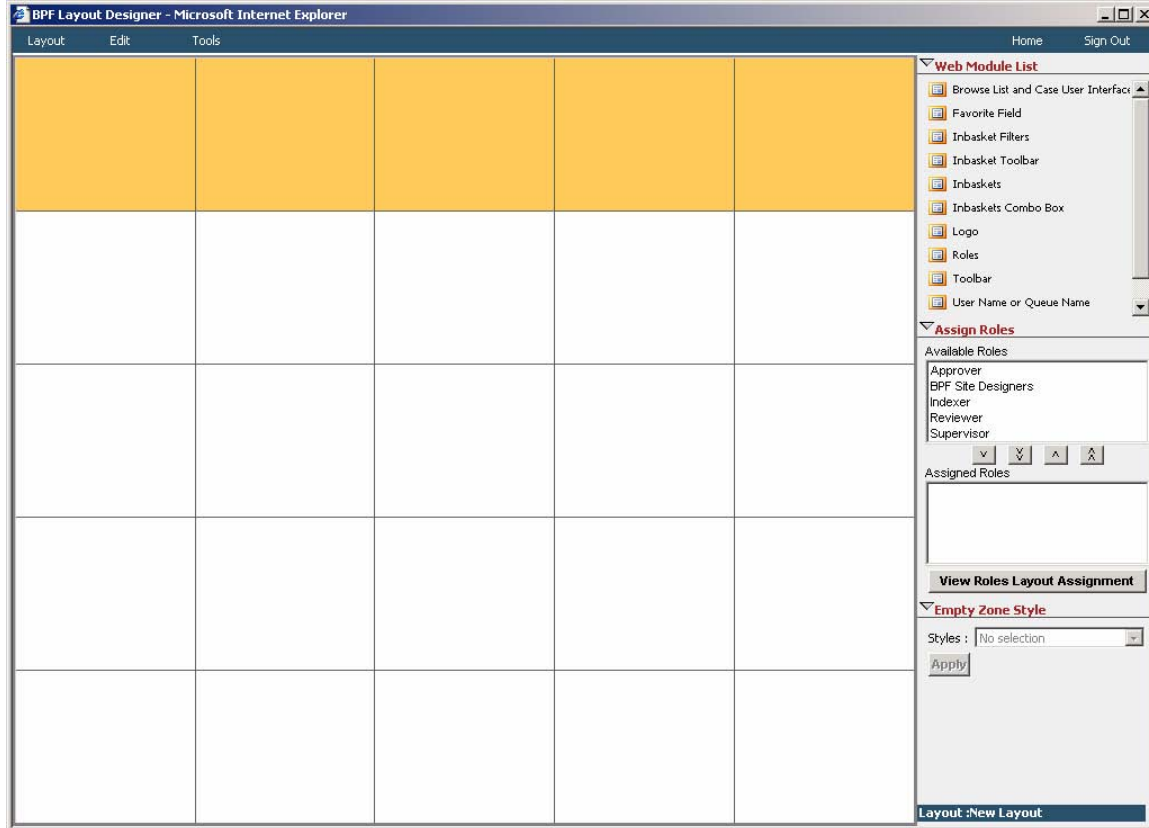 BPF Layout Designer - Microsoft Internet Explorer
Layout Edit Tools Home Sign Out
Web Module List
Browse List and Case User Interface
Favorite Field
Inbasket Filters
Inbasket Toolbar
Inbaskets
Inbaskets Combo Box
Logo
Roles
Toolbar
User Name or Queue Name
Assign Roles
Available Roles
Approver
BPF Site Designers
Indexer
Reviewer
Supervisor
Assigned Roles
View Roles Layout Assignment
Empty Zone Style
Styles : No selection
Apply
Layout :New Layout